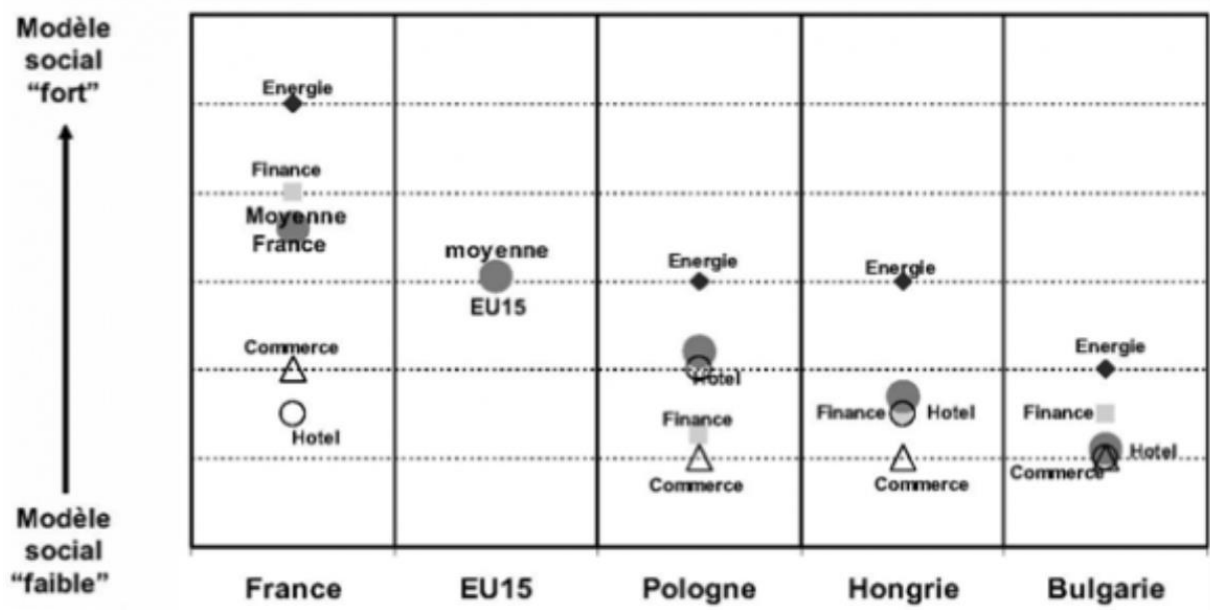 Modèle
social
“fort”
Modèle
social
“faible”
Energie
Finance
Moyenne
France
Commerce
Hotel
moyenne
EU15
Energie
Hotel
Finance
Commerce
Energie
Finance
Hotel
Commerce
Energie
Finance
Hotel
Commerce
France
EU15
Pologne
Hongrie
Bulgarie